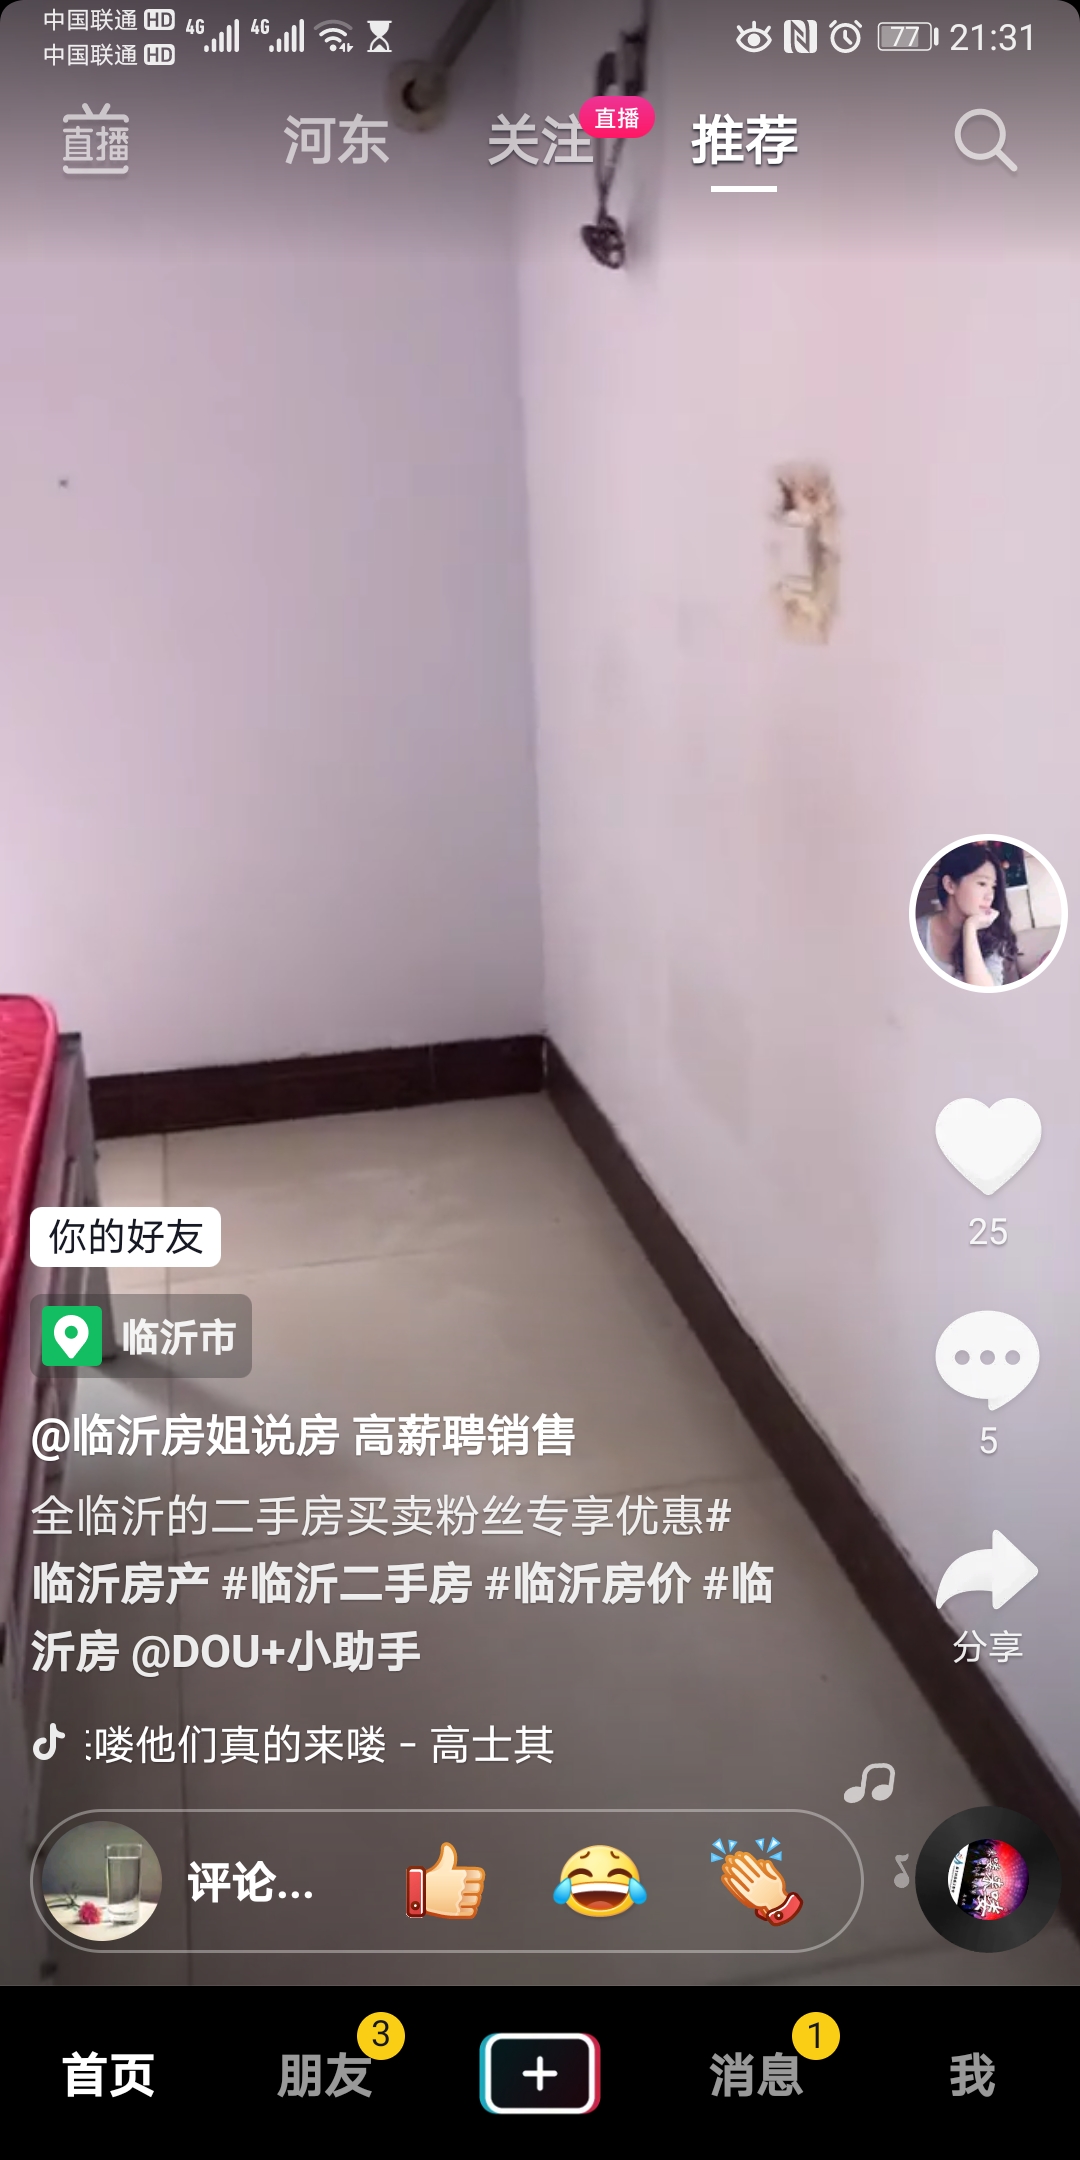 中国联通 HD 4G 4G 77 21:31
中国联通 HD
直播 河东 关注 直播 推荐
25
你的好友
临沂市
5
@临沂房姐说房 高薪聘销售
全临沂的二手房买卖粉丝专享优惠#
临沂房产 #临沂二手房 #临沂房价 #临
沂房 @DOU+小助手
分享
喽他们真的来喽 - 高士其
评论...
首页 朋友 3 消息 1 我